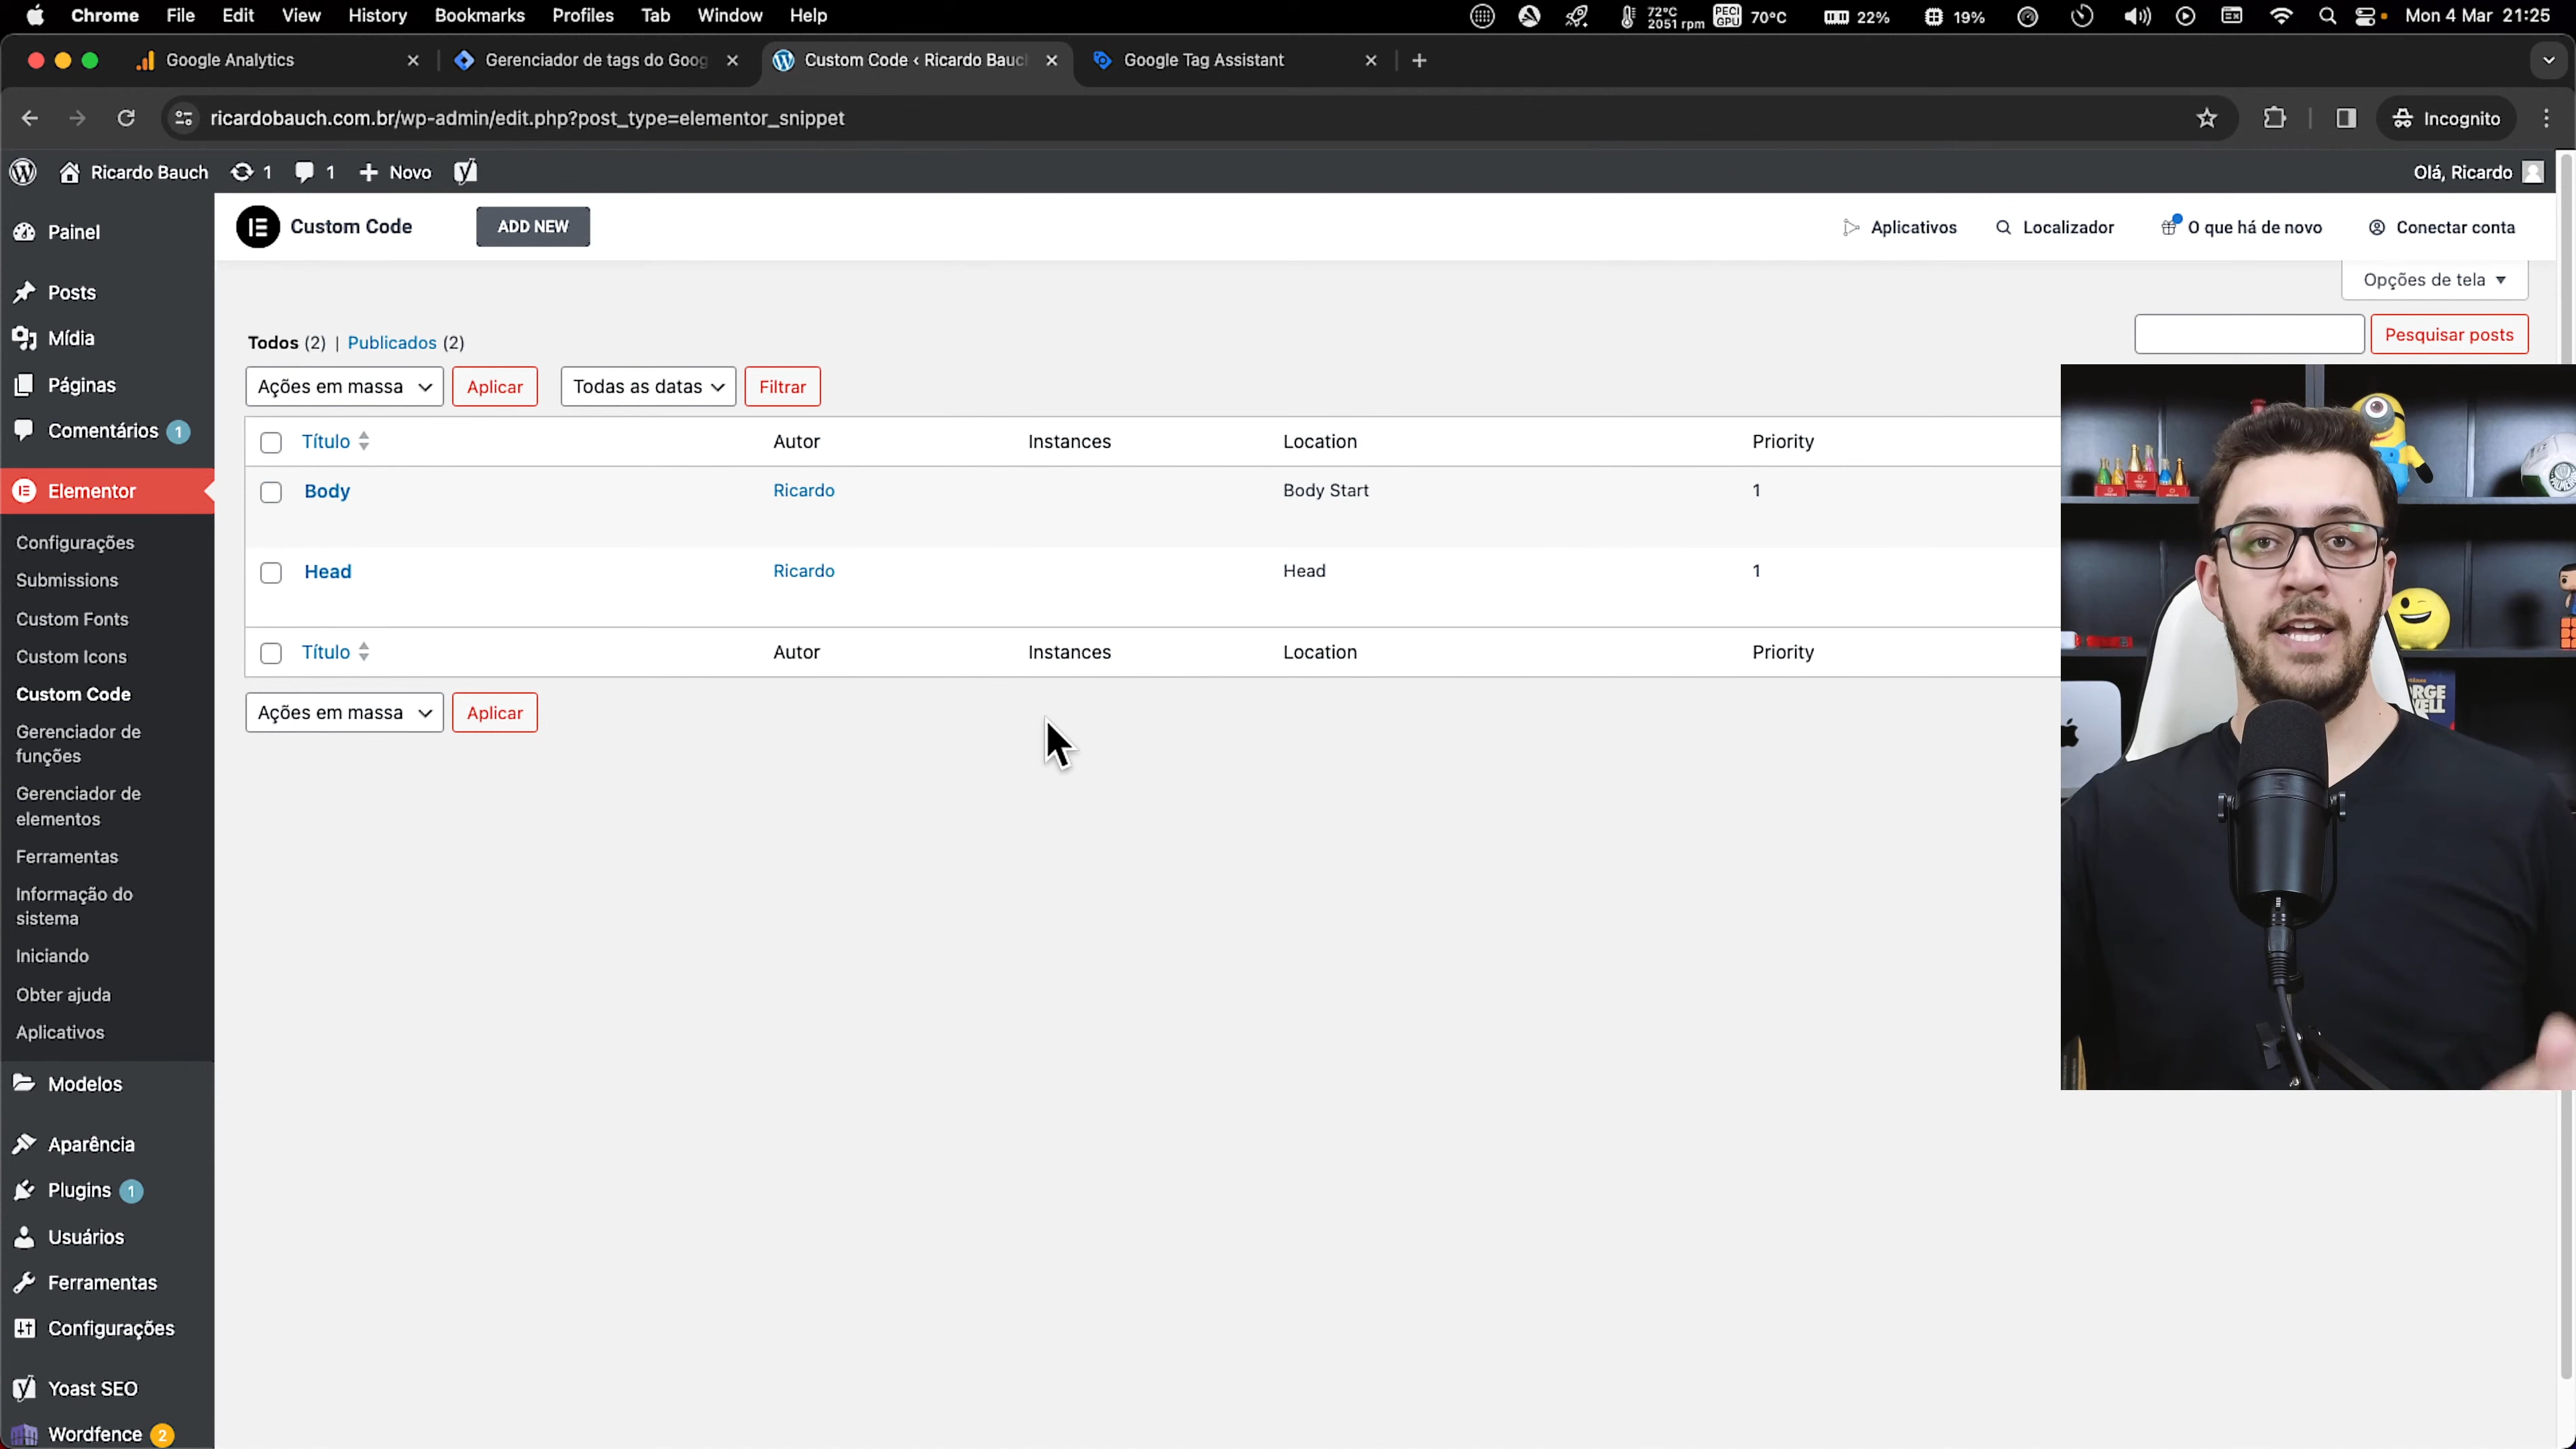 Chrome File Edit View History Bookmarks Profiles Tab Window Help 72°C 2051 rpm PECI GPU 70°C 22% 19% Mon 4 Mar 21:25
Google Analytics Gerenciador de tags do Goog Custom Code ‹ Ricardo Bauch Google Tag Assistant
ricardobauch.com.br/wp-admin/edit.php?post_type=elementor_snippet Incognito
Ricardo Bauch 1 1 + Novo Olá, Ricardo
Custom Code ADD NEW Aplicativos Localizador O que há de novo Conectar conta
Opções de tela
Painel
Posts
Mídia
Páginas
Comentários 1
Elementor
Configurações
Submissions
Custom Fonts
Custom Icons
Custom Code
Gerenciador de
funções
Gerenciador de
elementos
Ferramentas
Informação do
sistema
Iniciando
Obter ajuda
Aplicativos
Modelos
Aparência
Plugins 1
Usuários
Ferramentas
Configurações
Yoast SEO
Wordfence 2
Todos (2) | Publicados (2)
Pesquisar posts
Ações em massa Aplicar Todas as datas Filtrar
Título Autor Instances Location Priority
Body Ricardo Body Start 1
Head Ricardo Head 1
Título Autor Instances Location Priority
Ações em massa Aplicar